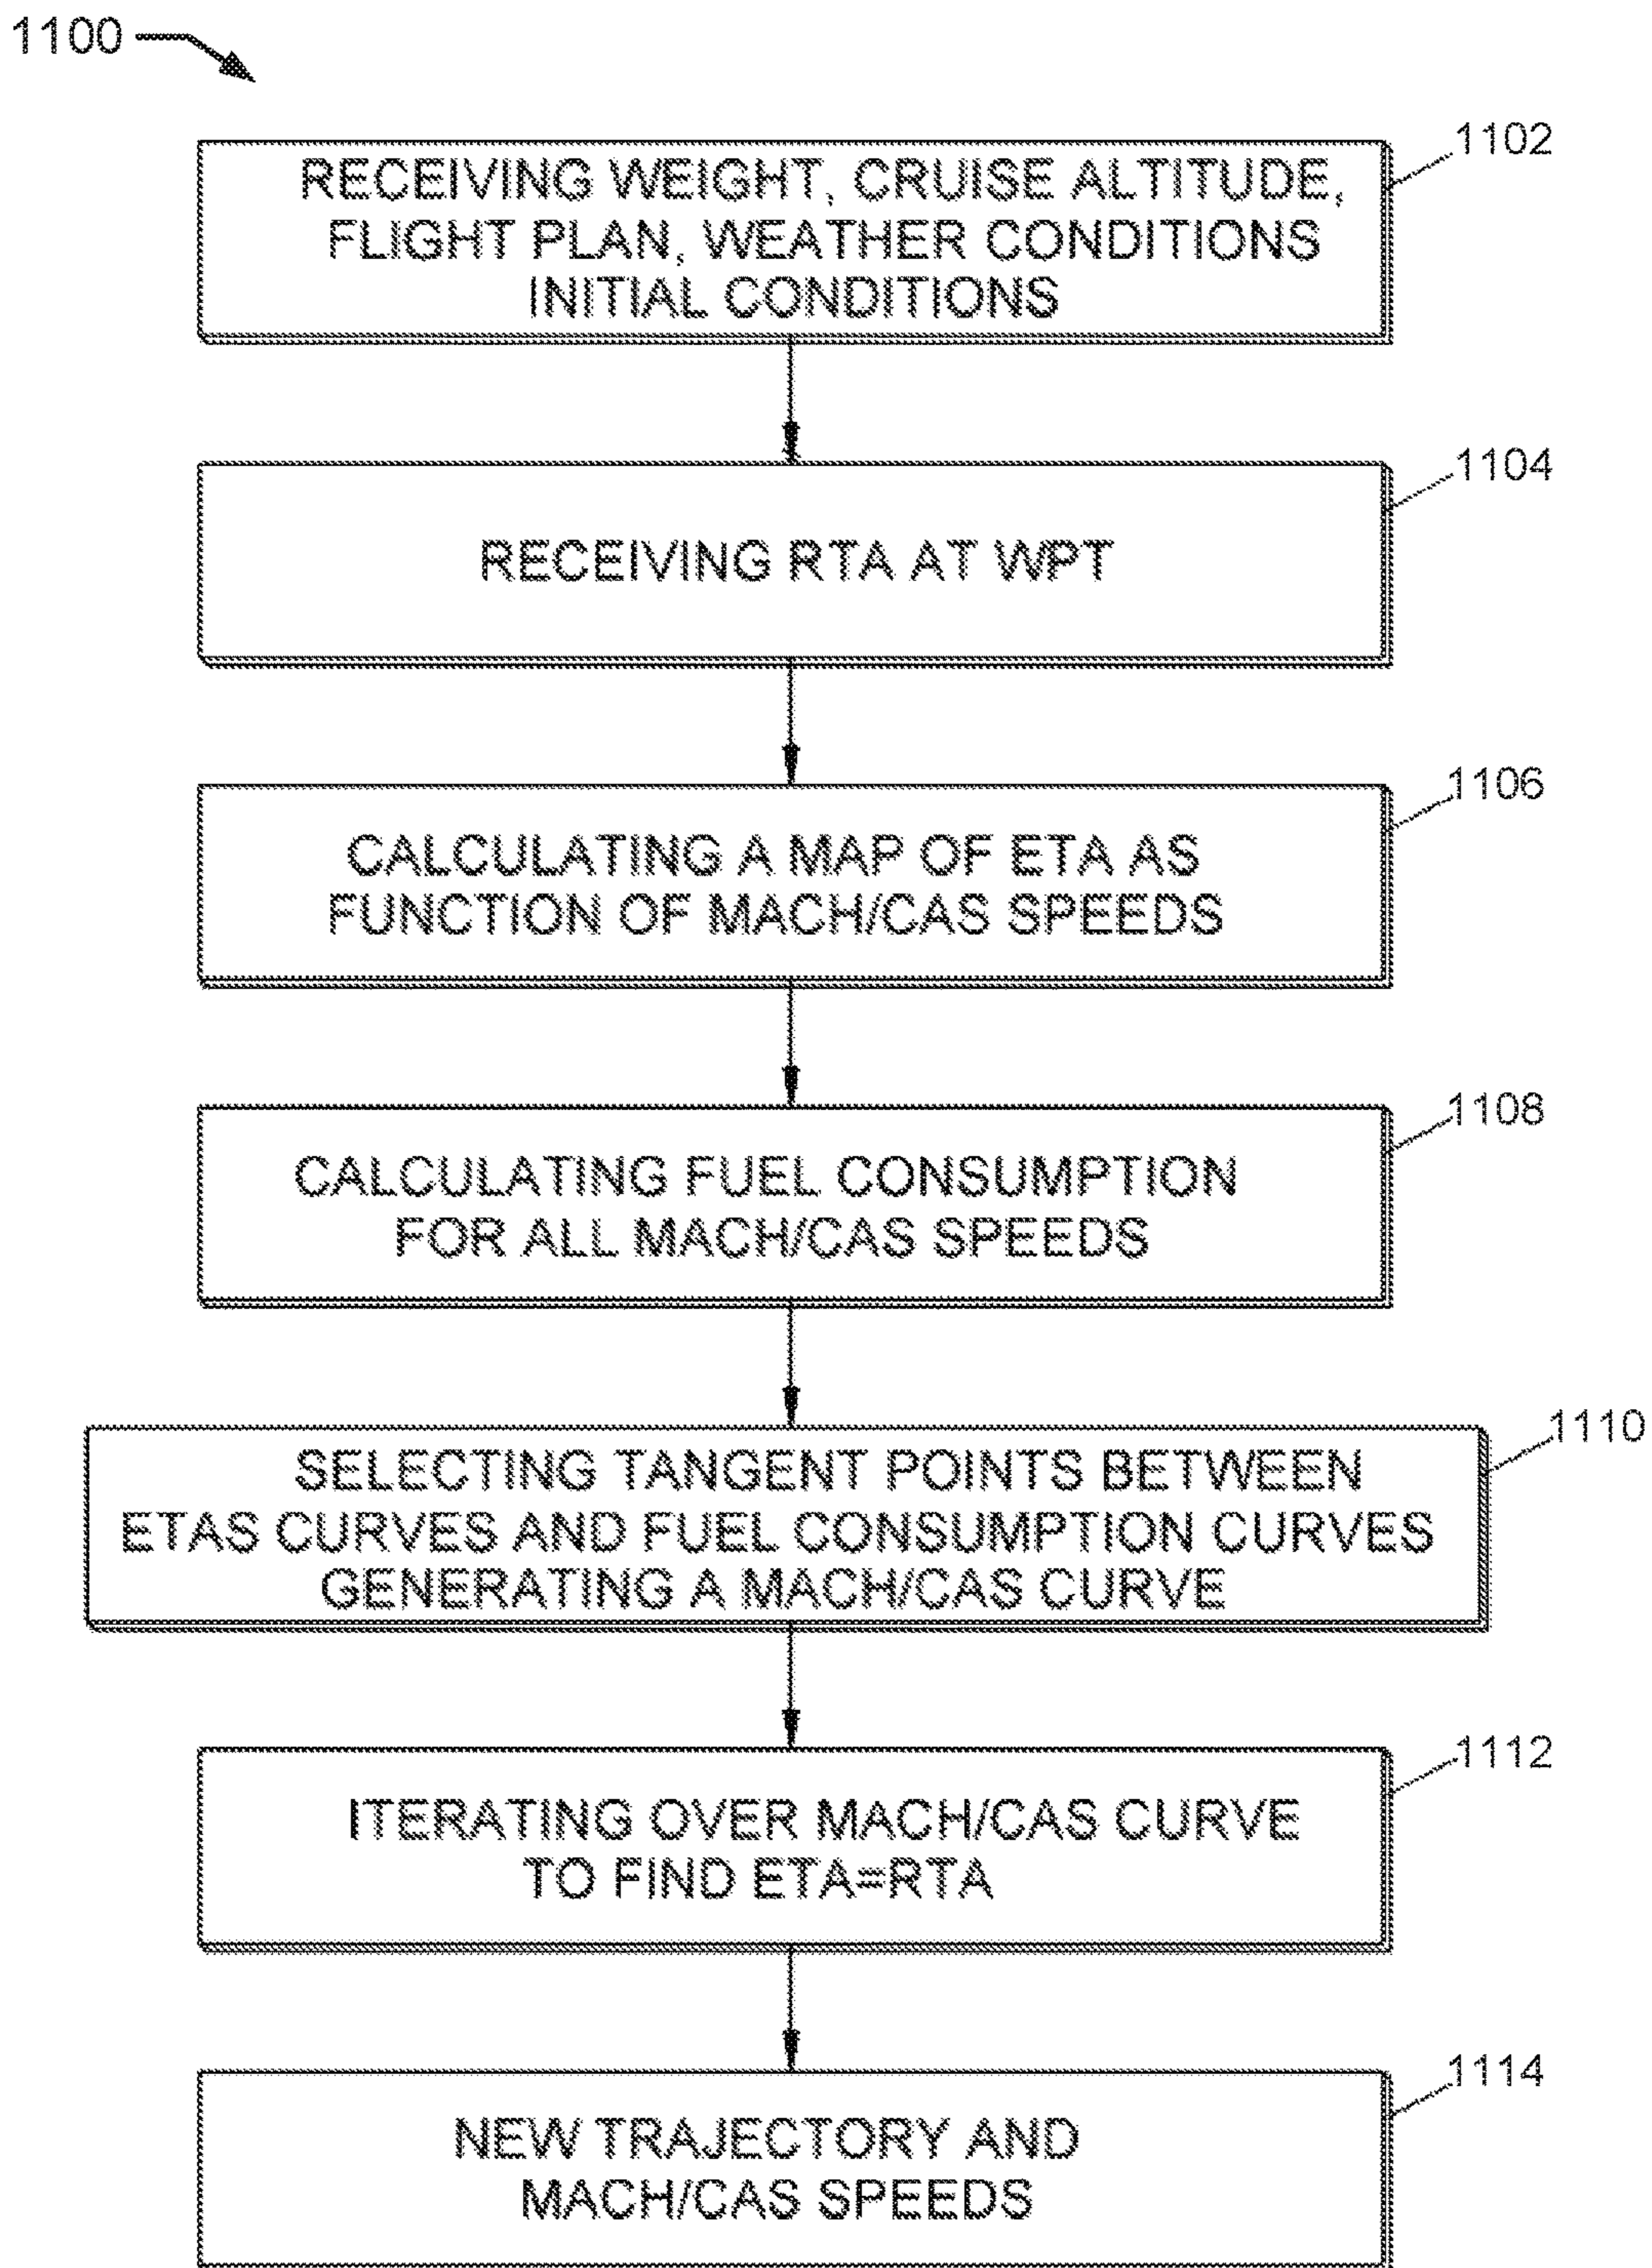 1100
RECEIVING WEIGHT, CRUISE ALTITUDE,
FLIGHT PLAN, WEATHER CONDITIONS
INITIAL CONDITIONS
1102
RECEIVING RTA AT WPT
1104
CALCULATING A MAP OF ETA AS
FUNCTION OF MACH/CAS SPEEDS
1106
CALCULATING FUEL CONSUMPTION
FOR ALL MACH/CAS SPEEDS
1108
SELECTING TANGENT POINTS BETWEEN
ETAS CURVES AND FUEL CONSUMPTION CURVES
GENERATING A MACH/CAS CURVE
1110
ITERATING OVER MACH/CAS CURVE
TO FIND ETA=RTA
1112
NEW TRAJECTORY AND
MACH/CAS SPEEDS
1114